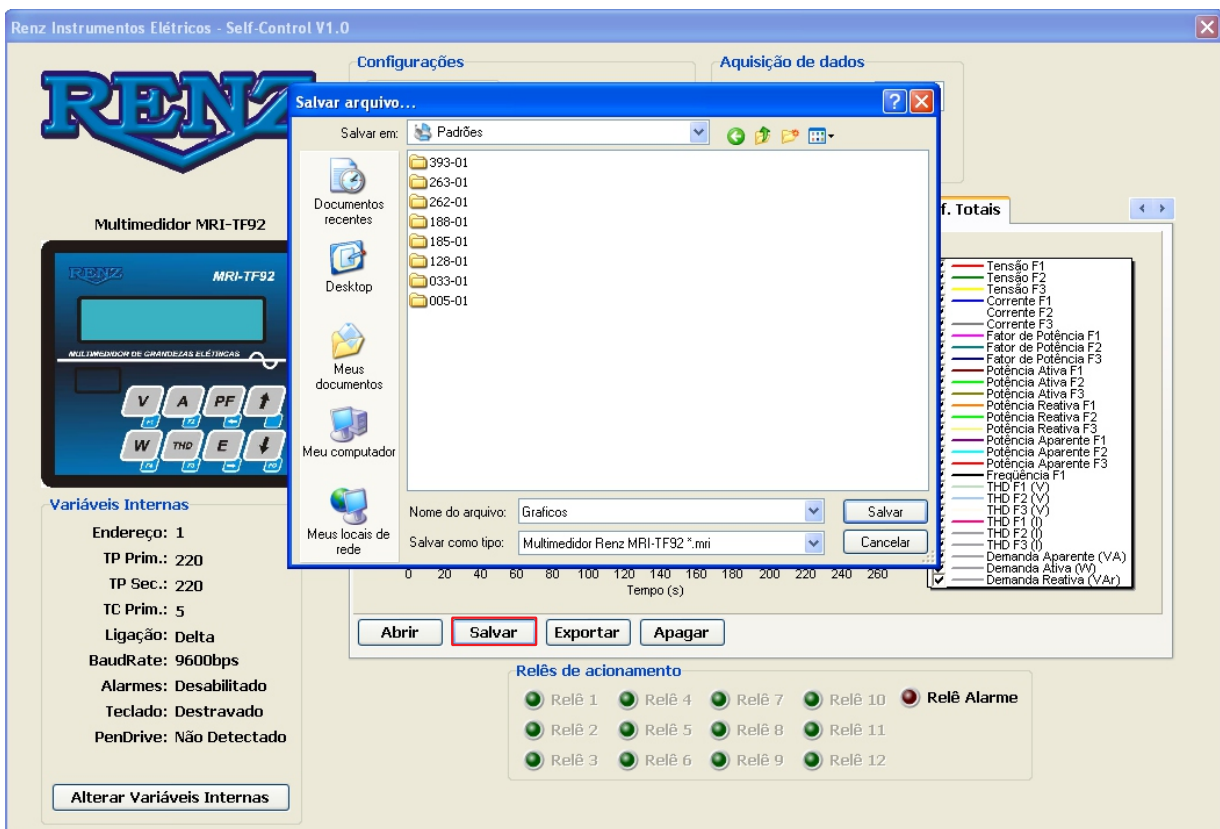 Renz Instrumentos Elétricos - Self-Control V1.0
RENZ
Configurações
Aquisição de dados
Salvar arquivo...
Salvar em:
Padrões
Documentos recentes
Desktop
Meus documentos
Meu computador
Meus locais de rede
393-01
263-01
262-01
188-01
185-01
128-01
033-01
005-01
Nome do arquivo:
Graficos
Salvar
Salvar como tipo:
Multimedidor Renz MRI-TF92 *.mri
Cancelar
f. Totais
Tensão F1
Tensão F2
Tensão F3
Corrente F1
Corrente F2
Corrente F3
Fator de Potência F1
Fator de Potência F2
Fator de Potência F3
Potência Ativa F1
Potência Ativa F2
Potência Ativa F3
Potência Reativa F1
Potência Reativa F2
Potência Reativa F3
Potência Aparente F1
Potência Aparente F2
Potência Aparente F3
Freqüência F1
THD F1 (V)
THD F2 (V)
THD F3 (V)
THD F1 (I)
THD F2 (I)
THD F3 (I)
Demanda Aparente (VA)
Demanda Ativa (W)
Demanda Reativa (VAr)
0 20 40 60 80 100 120 140 160 180 200 220 240 260
Tempo (s)
Abrir
Salvar
Exportar
Apagar
Multimedidor MRI-TF92
RENZ
MRI-TF92
MULTIMEDIDOR DE GRANDEZAS ELÉTRICAS
V A PF
W THD E
Variáveis Internas
Endereço: 1
TP Prim.: 220
TP Sec.: 220
TC Prim.: 5
Ligação: Delta
BaudRate: 9600bps
Alarmes: Desabilitado
Teclado: Destravado
PenDrive: Não Detectado
Alterar Variáveis Internas
Relês de acionamento
Relê 1 Relê 4 Relê 7 Relê 10 Relê Alarme
Relê 2 Relê 5 Relê 8 Relê 11
Relê 3 Relê 6 Relê 9 Relê 12